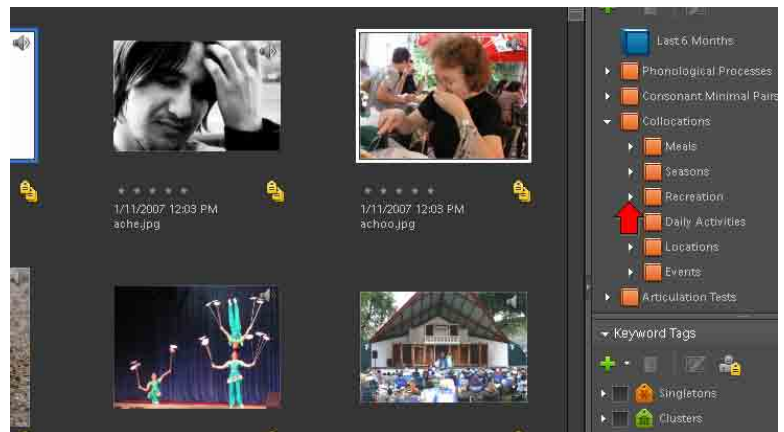 Last 6 Months
Phonological Processes
Consonant Minimal Pairs
Collocations
Meals
Seasons
Recreation
Daily Activities
Locations
Events
Articulation Tests
1/11/2007 12:03 PM
ache.jpg
1/11/2007 12:03 PM
achoo.jpg
Keyword Tags
Singletons
Clusters